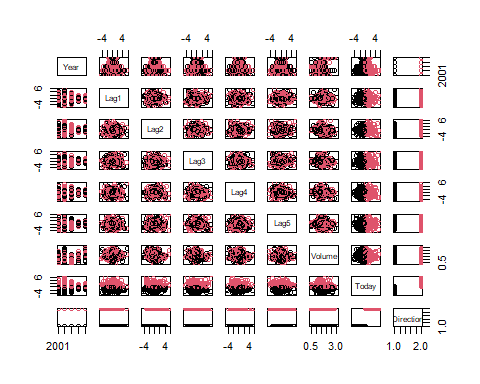 -4 4 -4 4 -4 4 -4 4
Year 2001
-4 6 Lag1
Lag2 -4 6
-4 6 Lag3
Lag4 -4 6
-4 6 Lag5
Volume 0.5
-4 6 Today
Direction 1.0
2001 -4 4 -4 4 0.5 3.0 1.0 2.0